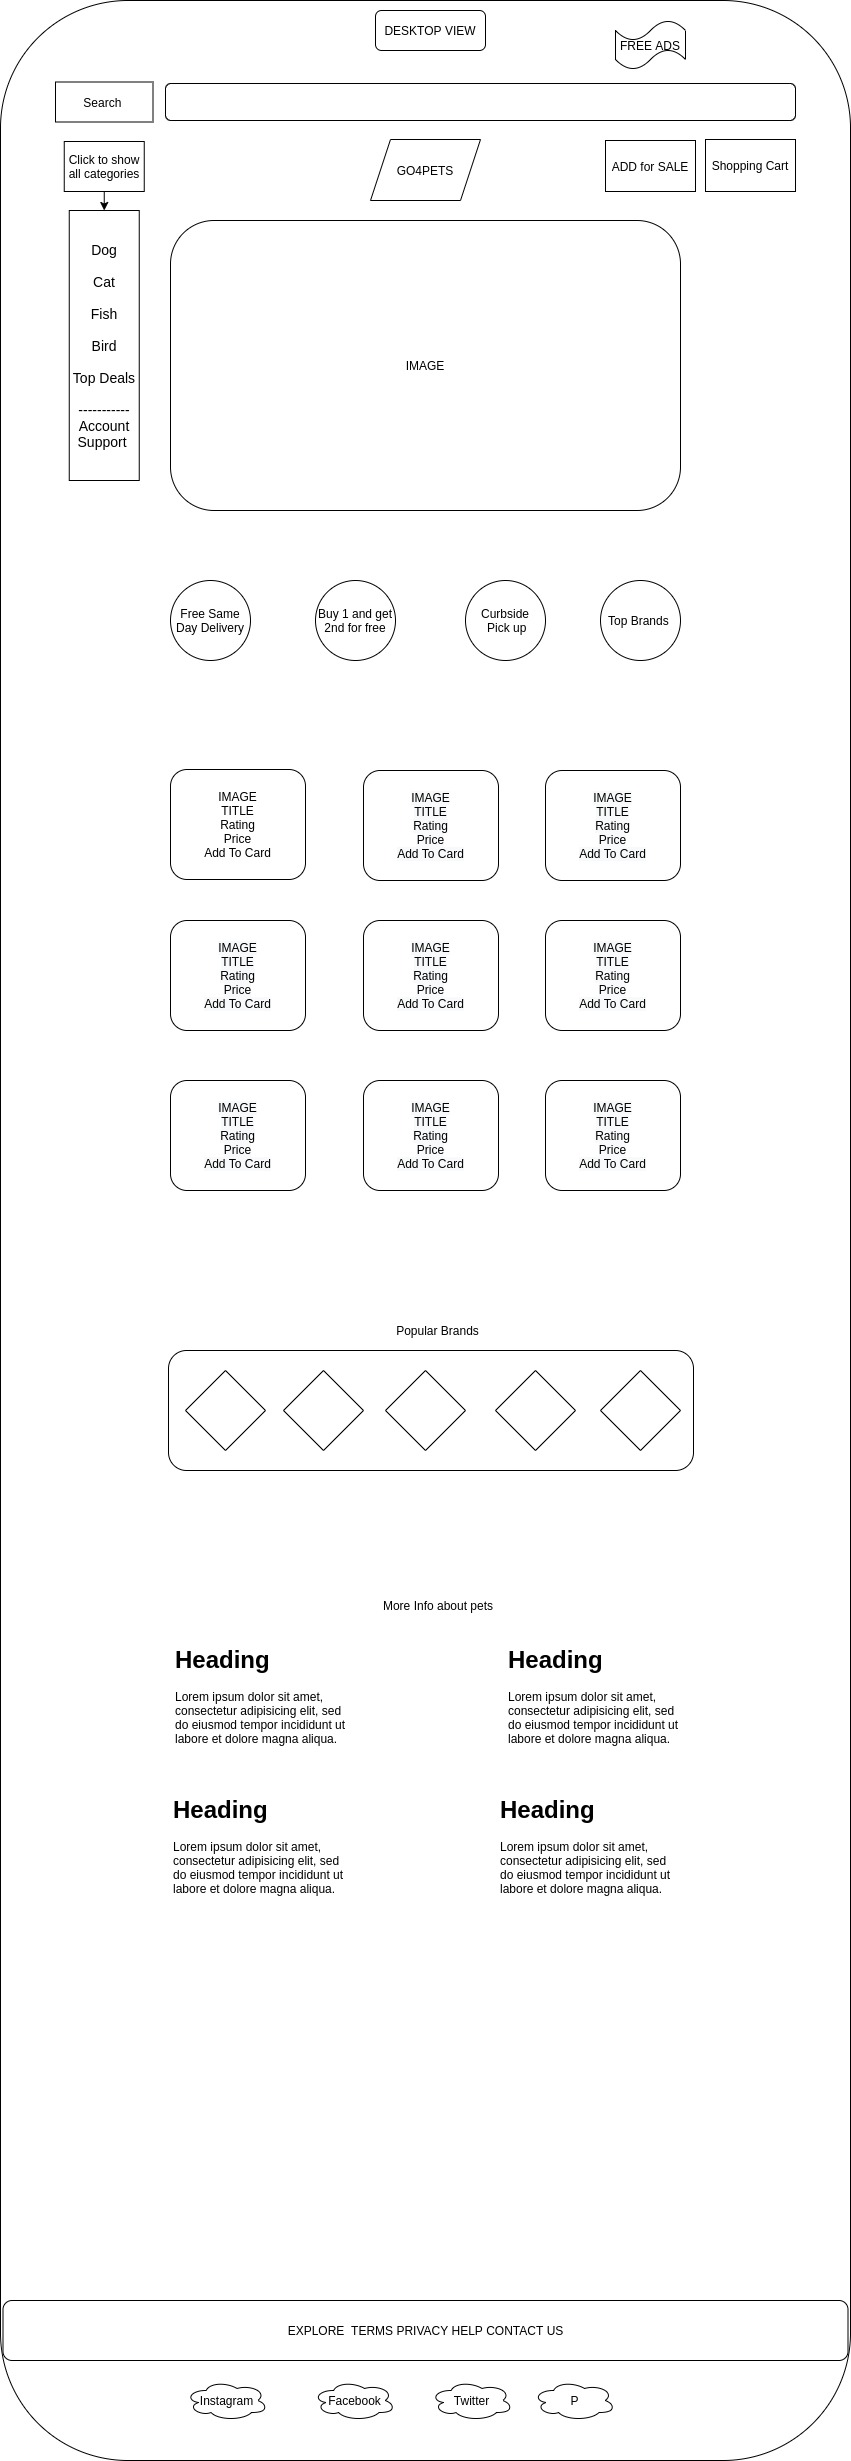 DESKTOP VIEW
FREE ADS
Search
Click to show
all categories
GO4PETS
ADD for SALE
Shopping Cart
Dog
Cat
Fish
Bird
Top Deals
-----------
Account
Support
IMAGE
Free Same
Day Delivery
Buy 1 and get
2nd for free
Curbside
Pick up
Top Brands
IMAGE
TITLE
Rating
Price
Add To Card
IMAGE
TITLE
Rating
Price
Add To Card
IMAGE
TITLE
Rating
Price
Add To Card
IMAGE
TITLE
Rating
Price
Add To Card
IMAGE
TITLE
Rating
Price
Add To Card
IMAGE
TITLE
Rating
Price
Add To Card
IMAGE
TITLE
Rating
Price
Add To Card
IMAGE
TITLE
Rating
Price
Add To Card
IMAGE
TITLE
Rating
Price
Add To Card
Popular Brands
More Info about pets
Heading
Lorem ipsum dolor sit amet,
consectetur adipisicing elit, sed
do eiusmod tempor incididunt ut
labore et dolore magna aliqua.
Heading
Lorem ipsum dolor sit amet,
consectetur adipisicing elit, sed
do eiusmod tempor incididunt ut
labore et dolore magna aliqua.
Heading
Lorem ipsum dolor sit amet,
consectetur adipisicing elit, sed
do eiusmod tempor incididunt ut
labore et dolore magna aliqua.
Heading
Lorem ipsum dolor sit amet,
consectetur adipisicing elit, sed
do eiusmod tempor incididunt ut
labore et dolore magna aliqua.
EXPLORE  TERMS PRIVACY HELP CONTACT US
Instagram
Facebook
Twitter
P